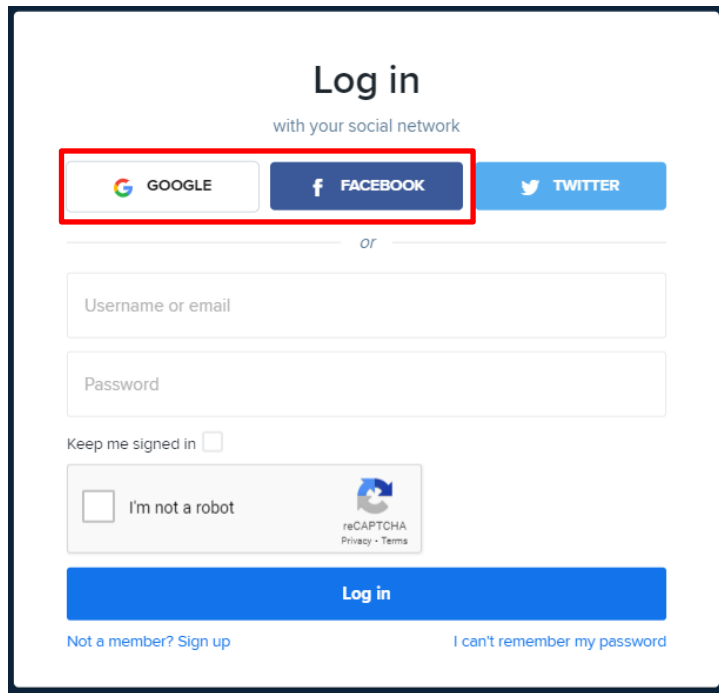 Log in
with your social network
GOOGLE
FACEBOOK
TWITTER
or
Username or email
Password
Keep me signed in
I'm not a robot
reCAPTCHA
Privacy - Terms
Log in
Not a member? Sign up
I can't remember my password